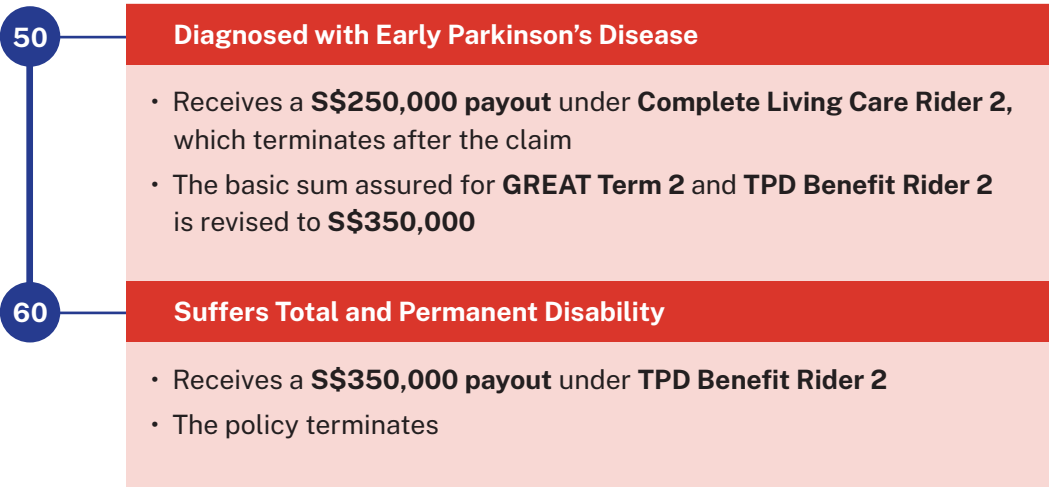 50
Diagnosed with Early Parkinson's Disease
• Receives a S$250,000 payout under Complete Living Care Rider 2,
which terminates after the claim
• The basic sum assured for GREAT Term 2 and TPD Benefit Rider 2
is revised to S$350,000
60
Suffers Total and Permanent Disability
• Receives a S$350,000 payout under TPD Benefit Rider 2
• The policy terminates